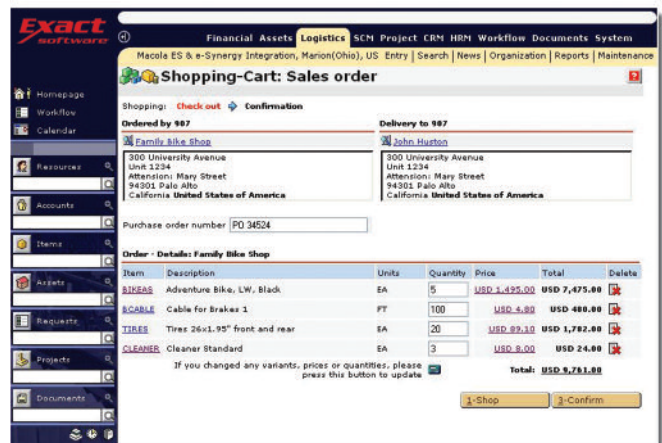 Exact
software
Financial Assets Logistics SCM Project CRM HRM Workflow Documents System
Macola ES & e-Synergy Integration, Marion(Ohio), US Entry | Search | News | Organization | Reports | Maintenance
Shopping-Cart: Sales order
Homepage
Workflow
Calendar
Resources
Accounts
Items
Assets
Requests
Projects
Documents
Shopping: Check out Confirmation
Ordered by 987 Delivery to 987
Family Bike Shop John Huston
300 University Avenue 300 University Avenue
Unit 1234 Unit 1234
Attension: Mary Street Attension: Mary Street
94301 Palo Alto 94301 Palo Alto
California United States of America California United States of America
Purchase order number PO 34524
Order - Details: Family Bike Shop
Item Description Units Quantity Price Total Delete
BIKEAS Adventure Bike, LW, Black EA 5 USD 1,495.00 USD 7,475.00
BCABLE Cable for Brakes 1 FT 100 USD 4.80 USD 480.00
TIRES Tires 26x1.95" front and rear EA 20 USD 89.10 USD 1,782.00
CLEANER Cleaner Standard EA 3 USD 8.00 USD 24.00
If you changed any variants, prices or quantities, please
press this button to update
Total: USD 9,761.00
1-Shop 3-Confirm